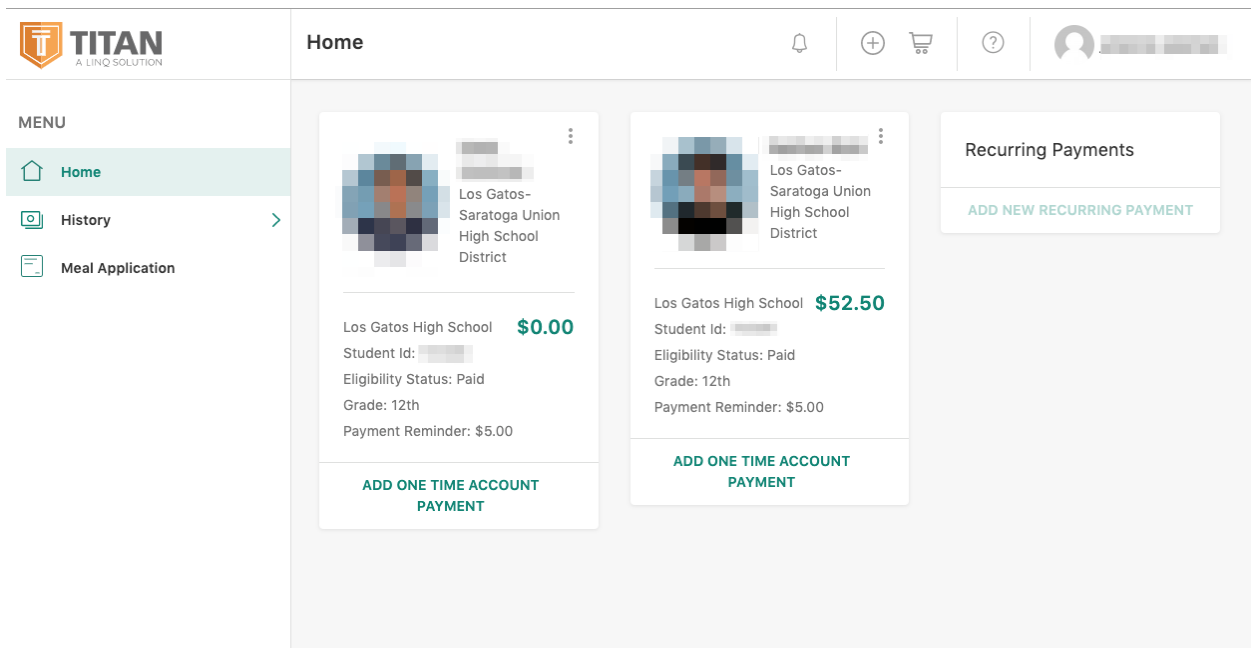 TITAN
A LINQ SOLUTION
Home
MENU
Home
History
Meal Application
Los Gatos-
Saratoga Union
High School
District
Los Gatos High School $0.00
Student Id:
Eligibility Status: Paid
Grade: 12th
Payment Reminder: $5.00
ADD ONE TIME ACCOUNT
PAYMENT
Los Gatos-
Saratoga Union
High School
District
Los Gatos High School $52.50
Student Id:
Eligibility Status: Paid
Grade: 12th
Payment Reminder: $5.00
ADD ONE TIME ACCOUNT
PAYMENT
Recurring Payments
ADD NEW RECURRING PAYMENT